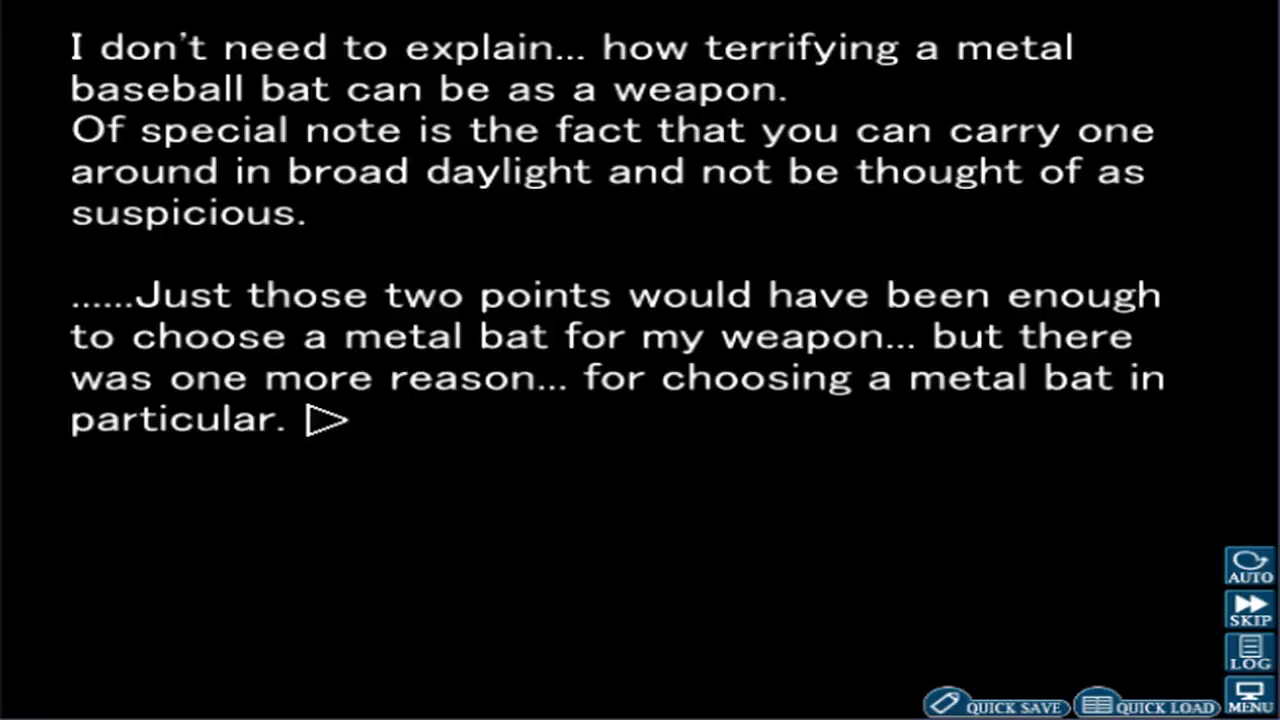 I don't need to explain... how terrifying a metal
baseball bat can be as a weapon.
Of special note is the fact that you can carry one
around in broad daylight and not be thought of as
suspicious.
......Just those two points would have been enough
to choose a metal bat for my weapon... but there
was one more reason... for choosing a metal bat in
particular.
AUTO
SKIP
LOG
MENU
QUICK SAVE
QUICK LOAD